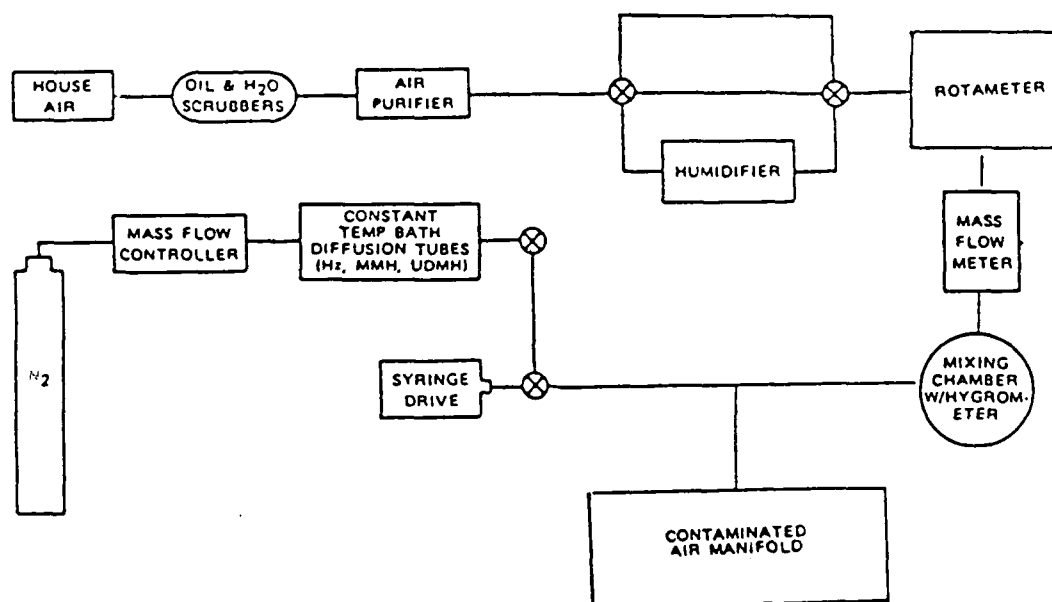 HOUSE
AIR
OIL & H2O
SCRUBBERS
AIR
PURIFIER
HUMIDIFIER
ROTAMETER
MASS
FLOW
METER
MASS FLOW
CONTROLLER
CONSTANT
TEMP BATH
DIFFUSION TUBES
(Hz, MMH, UDMH)
N2
SYRINGE
DRIVE
MIXING
CHAMBER
W/HYGROM-
ETER
CONTAMINATED
AIR MANIFOLD